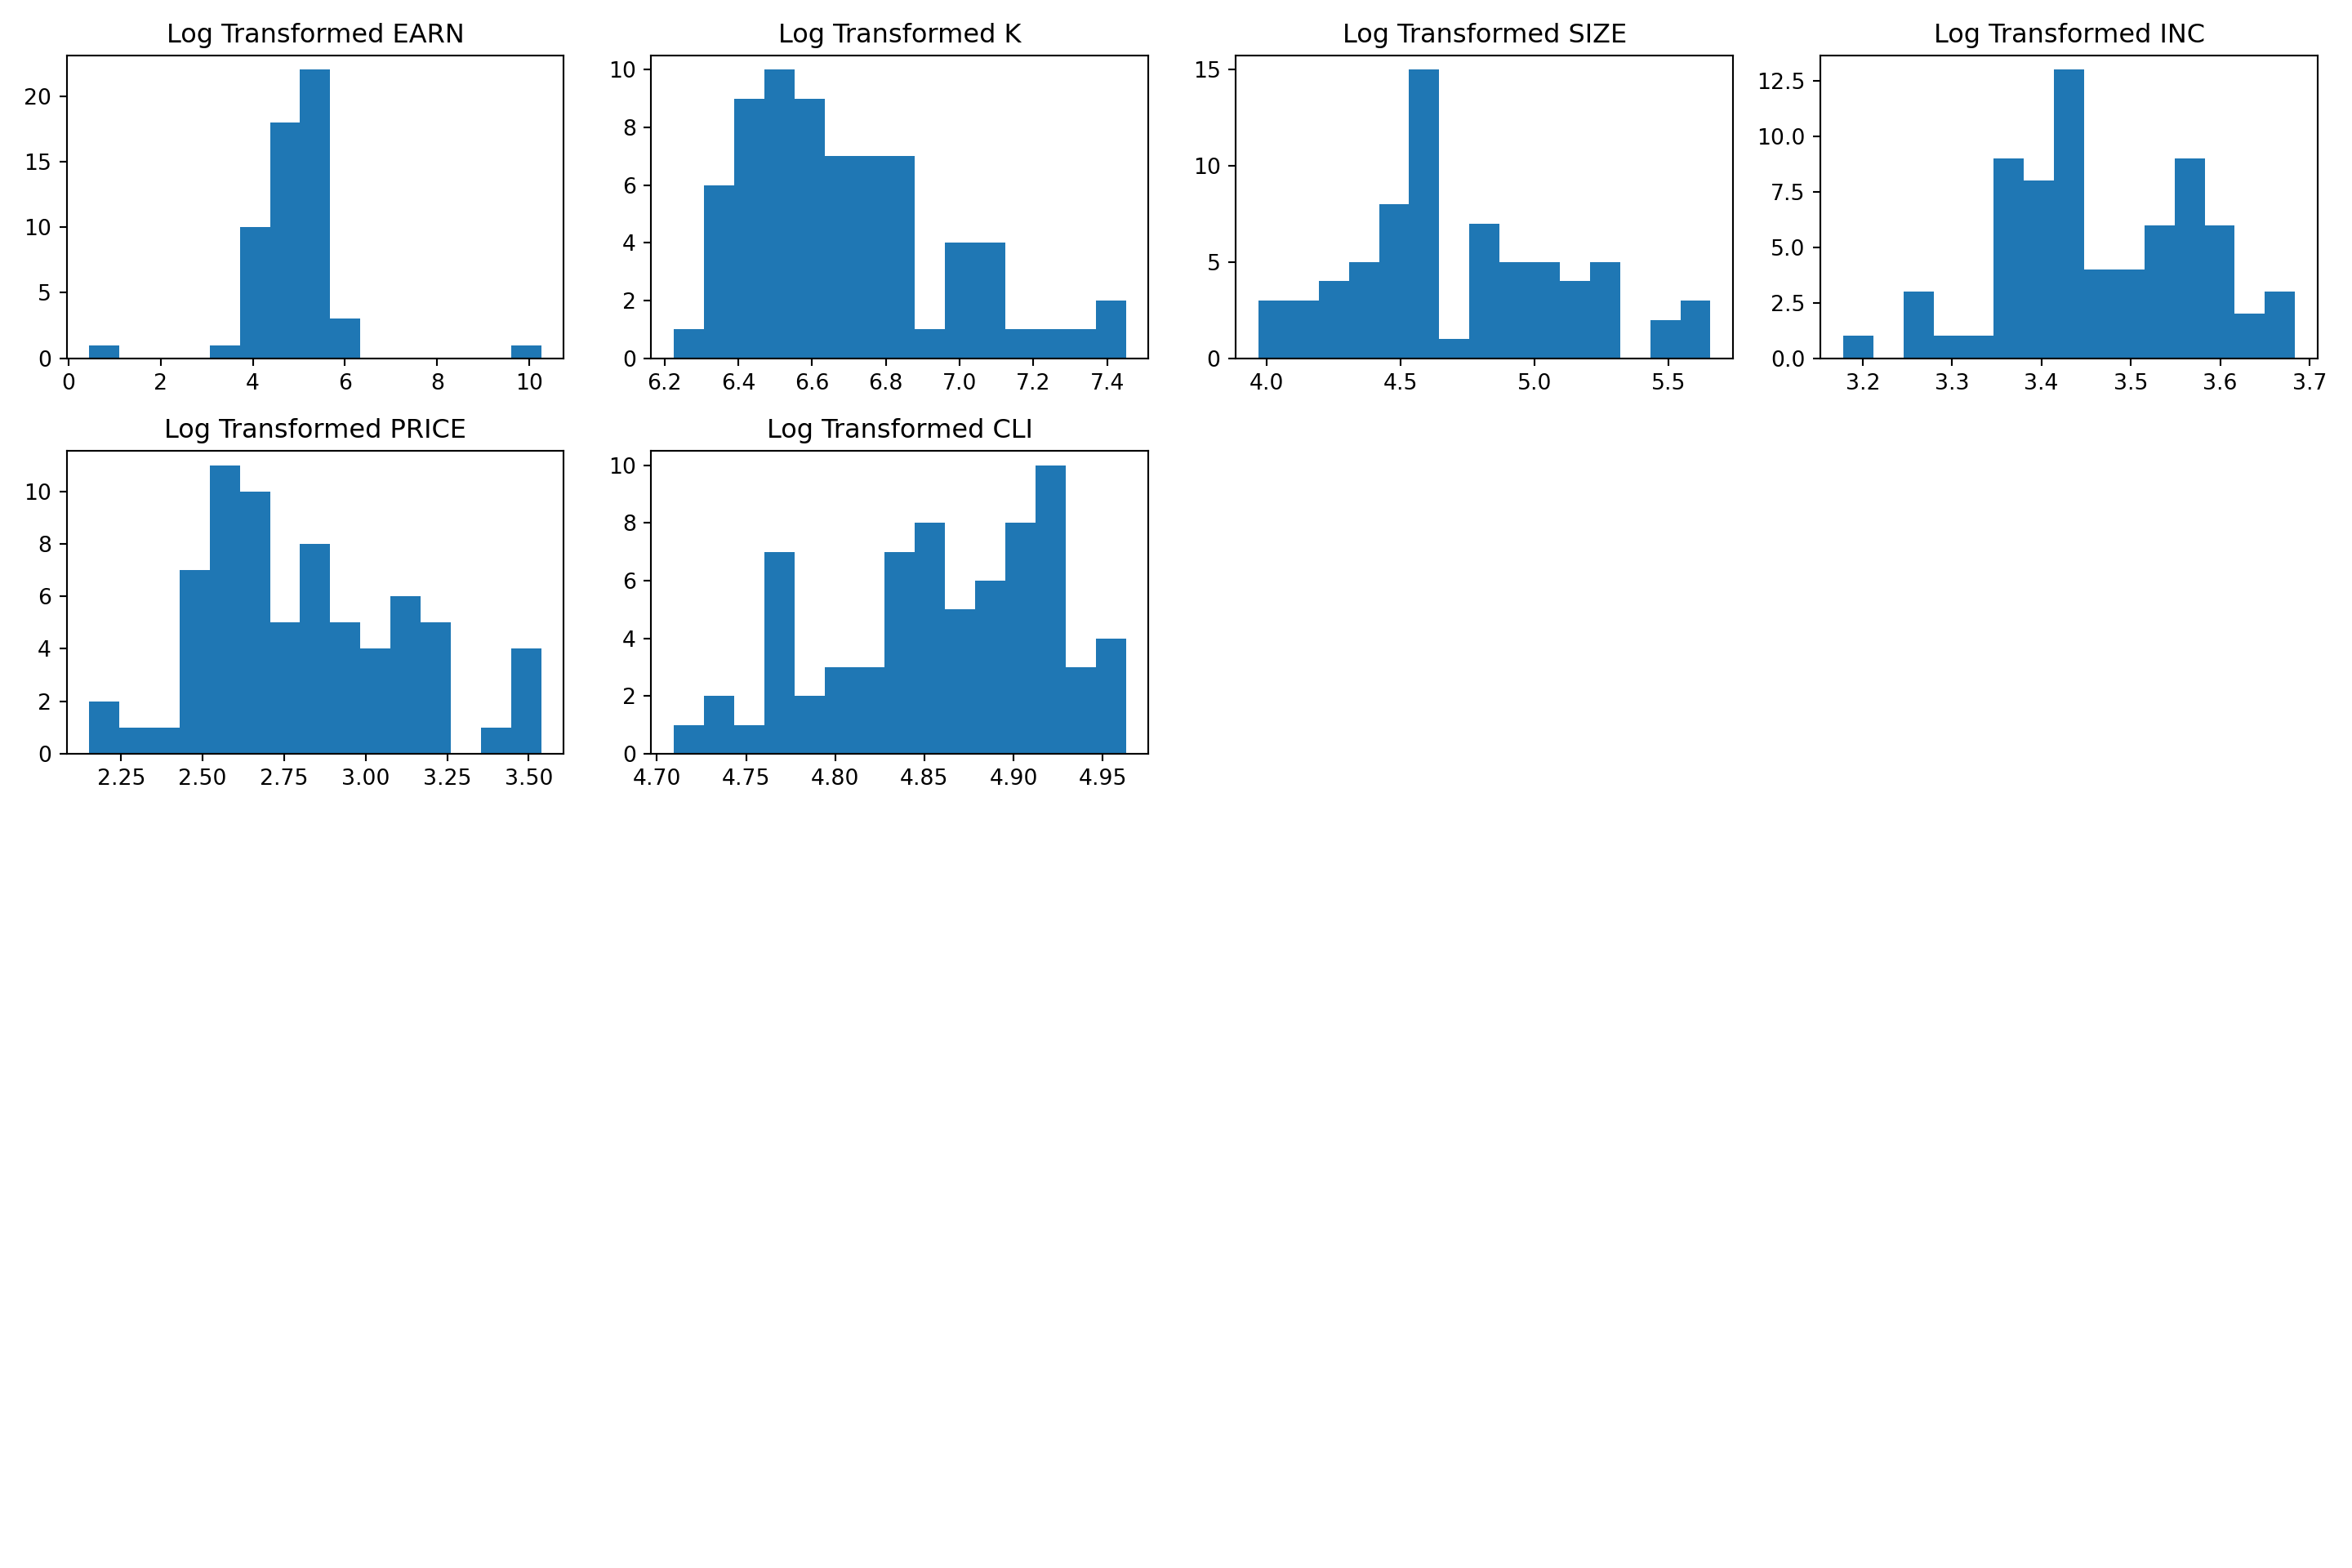 Log Transformed EARN
20
15
10
5
0
0 2 4 6 8 10
Log Transformed K
10
8
6
4
2
0
6.2 6.4 6.6 6.8 7.0 7.2 7.4
Log Transformed SIZE
15
10
5
0
4.0 4.5 5.0 5.5
Log Transformed INC
12.5
10.0
7.5
5.0
2.5
0.0
3.2 3.3 3.4 3.5 3.6 3.7
Log Transformed PRICE
10
8
6
4
2
0
2.25 2.50 2.75 3.00 3.25 3.50
Log Transformed CLI
10
8
6
4
2
0
4.70 4.75 4.80 4.85 4.90 4.95